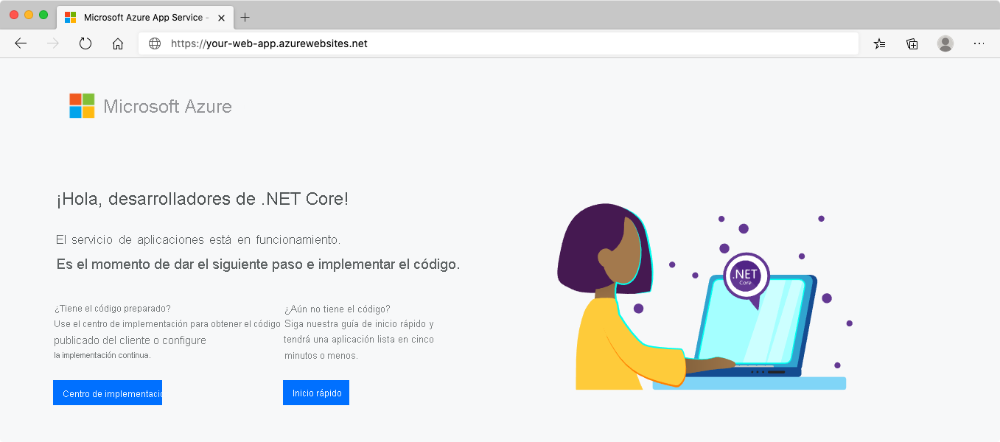 Microsoft Azure App Service -
https://your-web-app.azurewebsites.net
Microsoft Azure
¡Hola, desarrolladores de .NET Core!
El servicio de aplicaciones está en funcionamiento.
Es el momento de dar el siguiente paso e implementar el código.
¿Tiene el código preparado?
Use el centro de implementación para obtener el código
publicado del cliente o configure
la implementación continua.
Centro de implementació
¿Aún no tiene el código?
Siga nuestra guía de inicio rápido y
tendrá una aplicación lista en cinco
minutos o menos.
Inicio rápido
.NET
Core